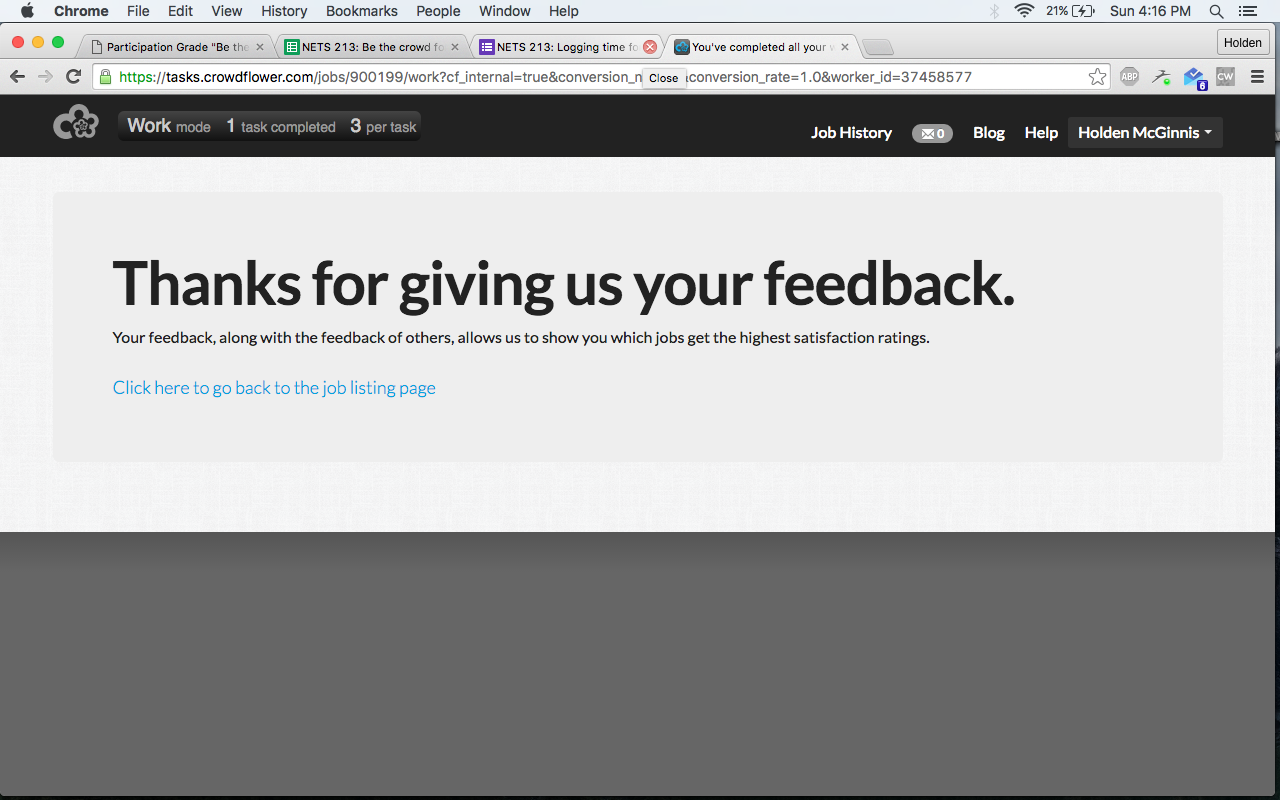 Chrome File Edit View History Bookmarks People Window Help 21% Sun 4:16 PM
Participation Grade "Be the NETS 213: Be the crowd fo NETS 213: Logging time fo You've completed all your w Holden
https://tasks.crowdflower.com/jobs/900199/work?cf_internal=true&conversion_n Close conversion_rate=1.0&worker_id=37458577 ABP 6 CW
Work mode 1 task completed 3 per task Job History 0 Blog Help Holden McGinnis
Thanks for giving us your feedback.
Your feedback, along with the feedback of others, allows us to show you which jobs get the highest satisfaction ratings.
Click here to go back to the job listing page